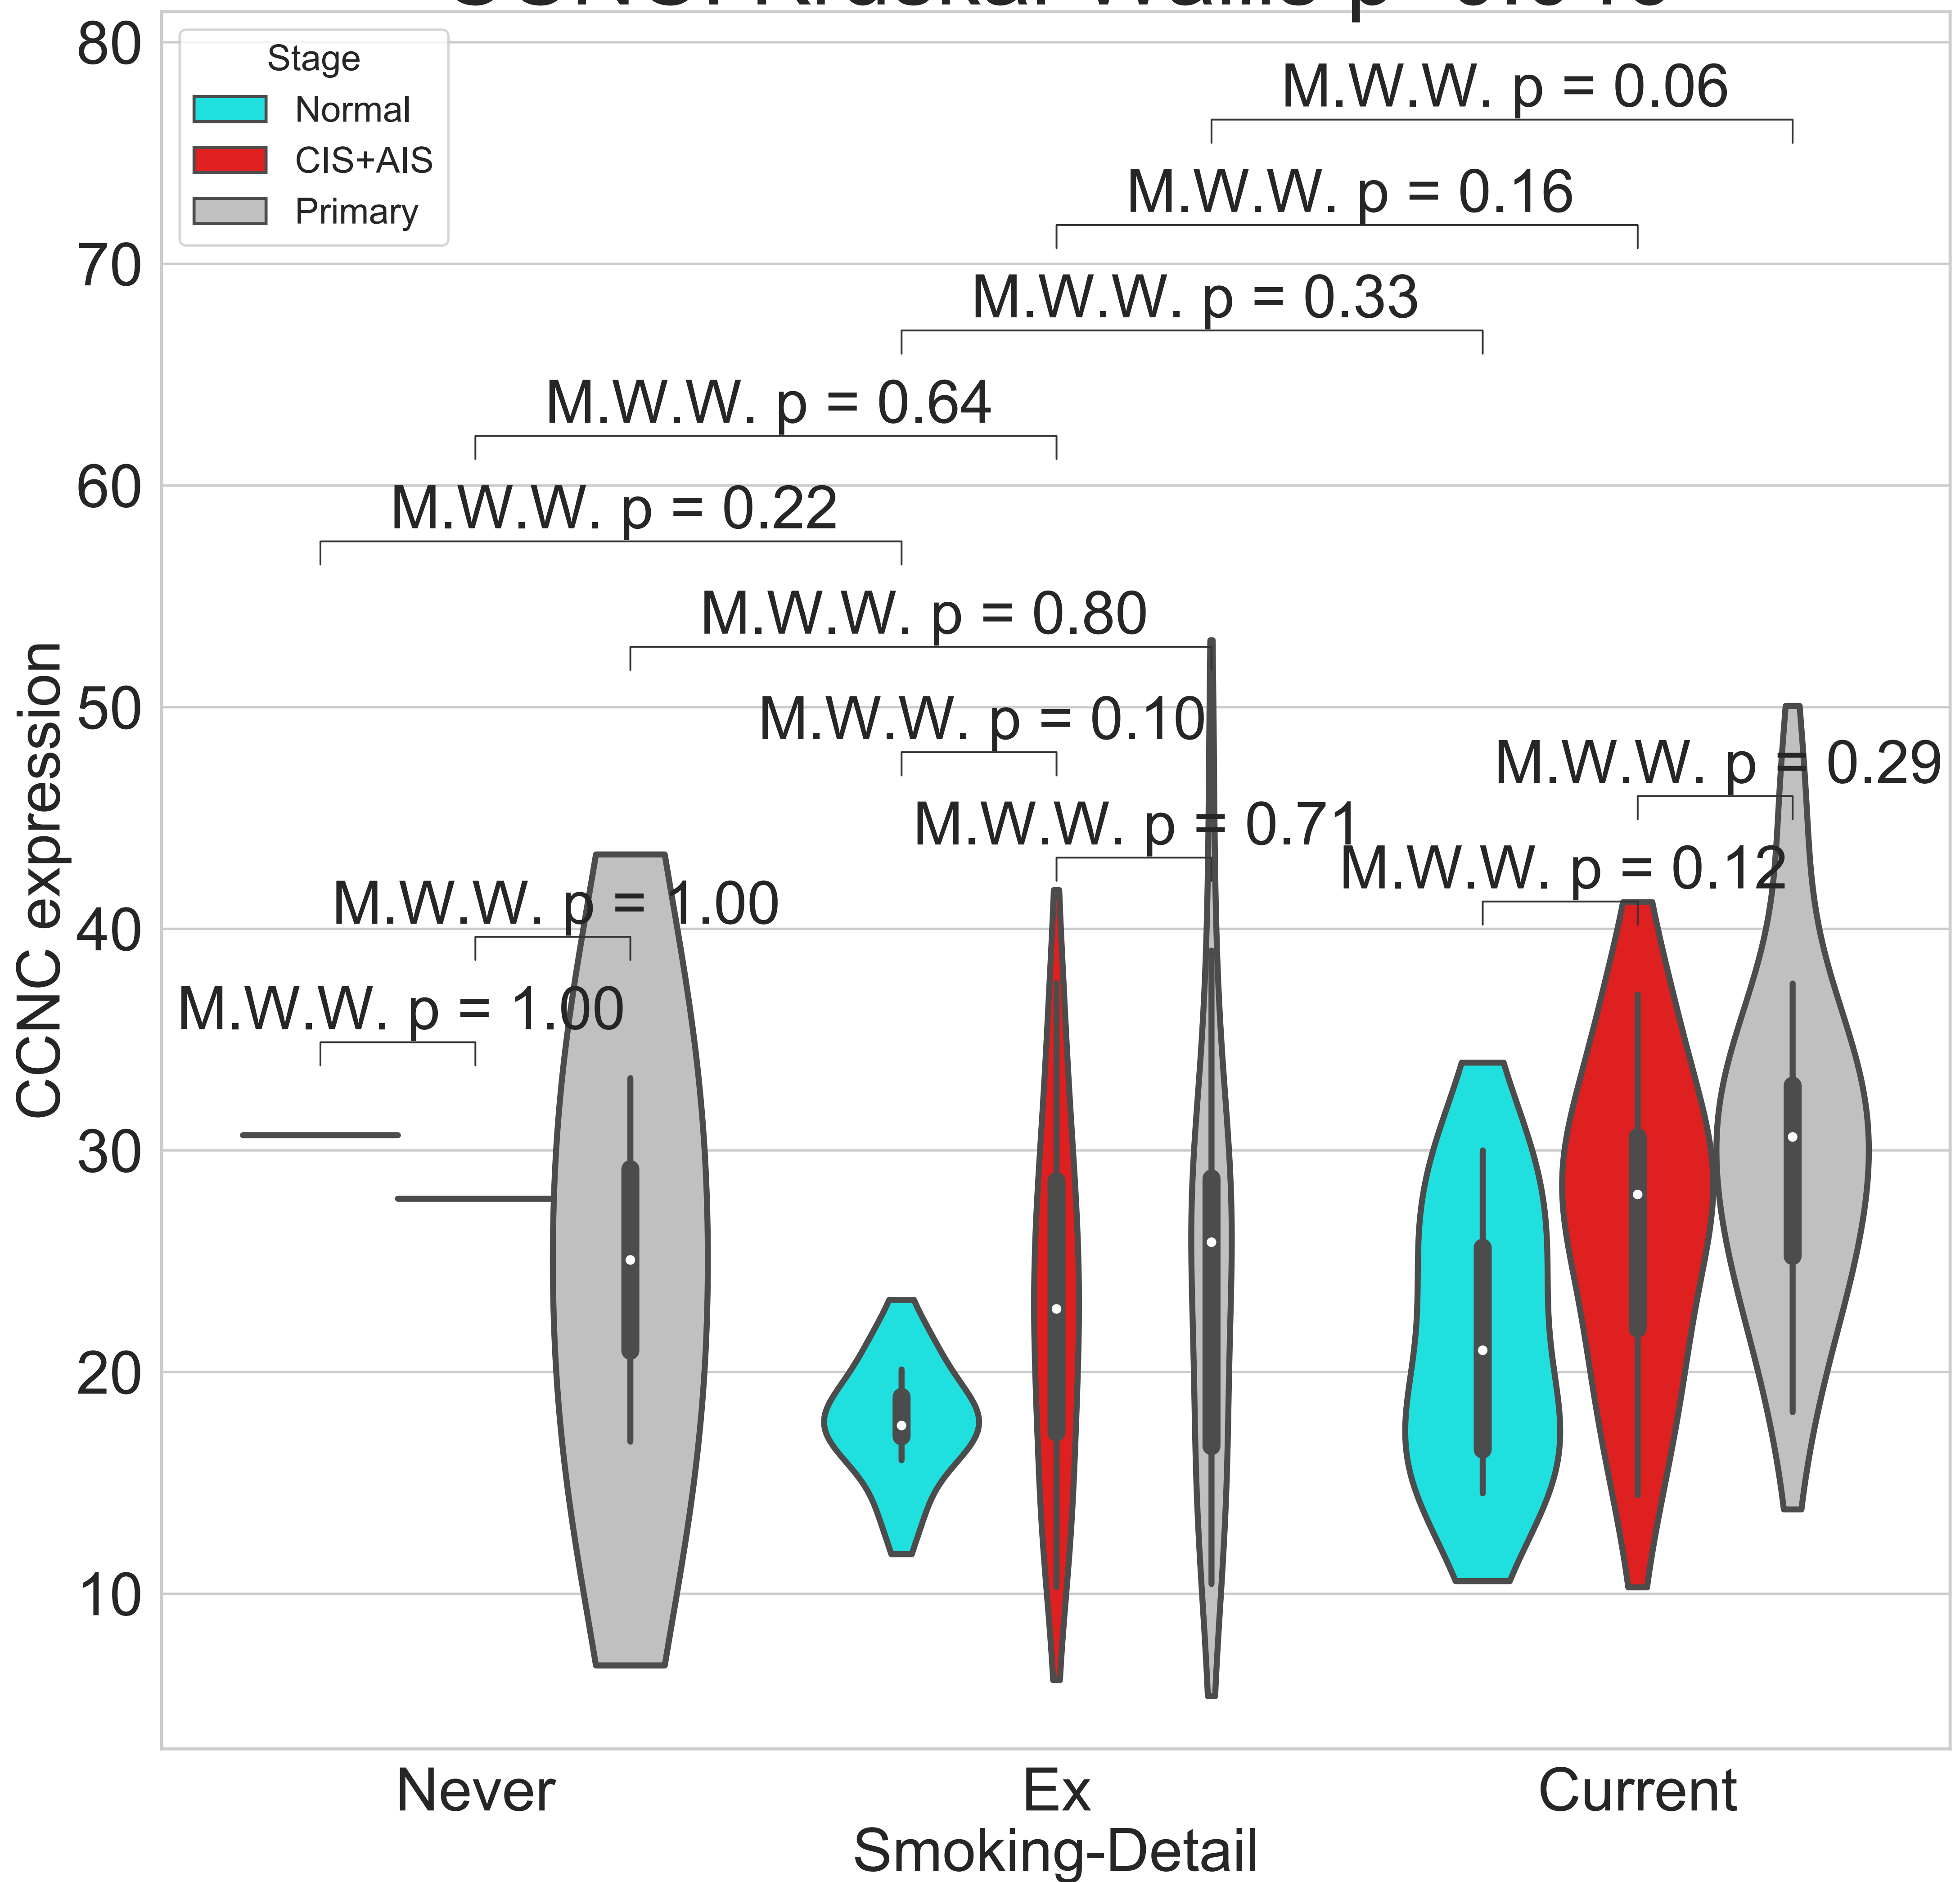 80
70
60
50
40
30
20
10
CCNC expression
Stage
Normal
CIS+AIS
Primary
M.W.W. p = 0.06
M.W.W. p = 0.16
M.W.W. p = 0.33
M.W.W. p = 0.64
M.W.W. p = 0.22
M.W.W. p = 0.80
M.W.W. p = 0.10
M.W.W. p = 0.29
M.W.W. p = 0.71
M.W.W. p = 0.12
M.W.W. p = 1.00
M.W.W. p = 1.00
Never
Ex
Current
Smoking-Detail